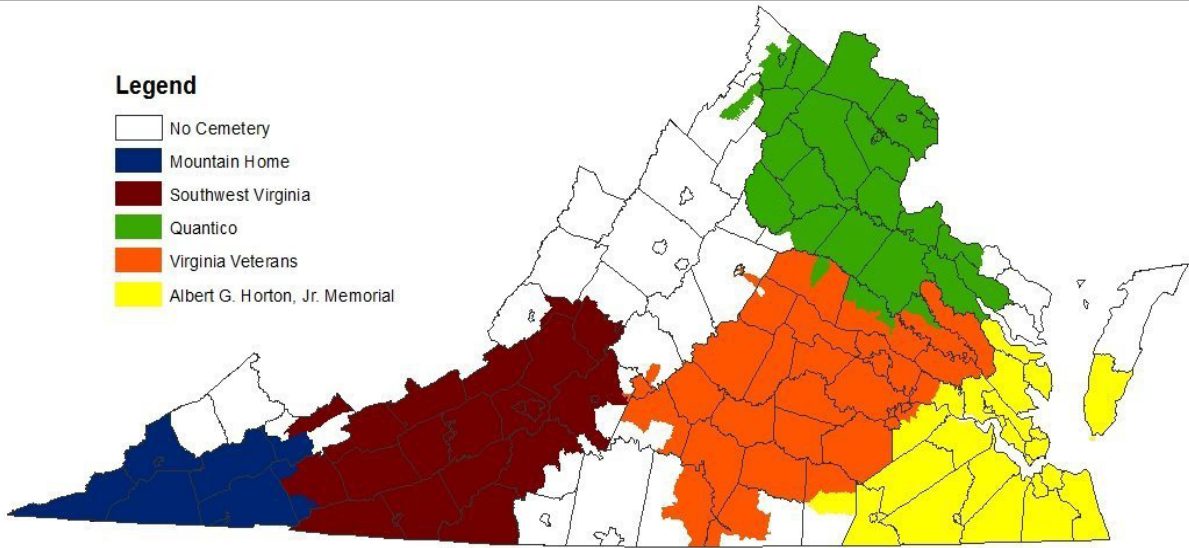 Legend
No Cemetery
Mountain Home
Southwest Virginia
Quantico
Virginia Veterans
Albert G. Horton, Jr. Memorial